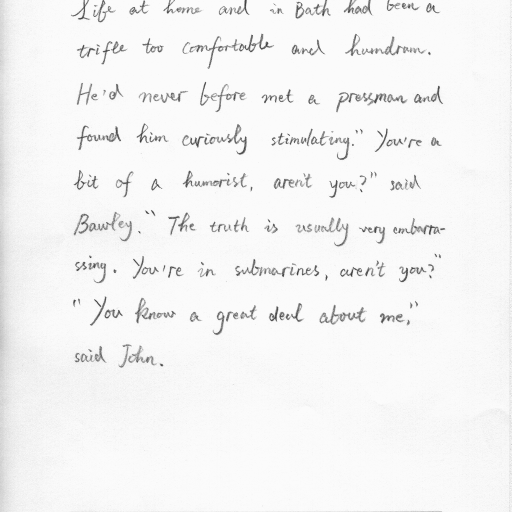 Life at home and in Bath had been a
trifle too comfortable and humdrum.
He'd never before met a pressman and
found him curiously stimulating." You're a
bit of a humorist, aren't you?" said
Bawley." The truth is usually very embarra-
ssing. You're in submarines, aren't you?"
"You know a great deal about me,"
said John.